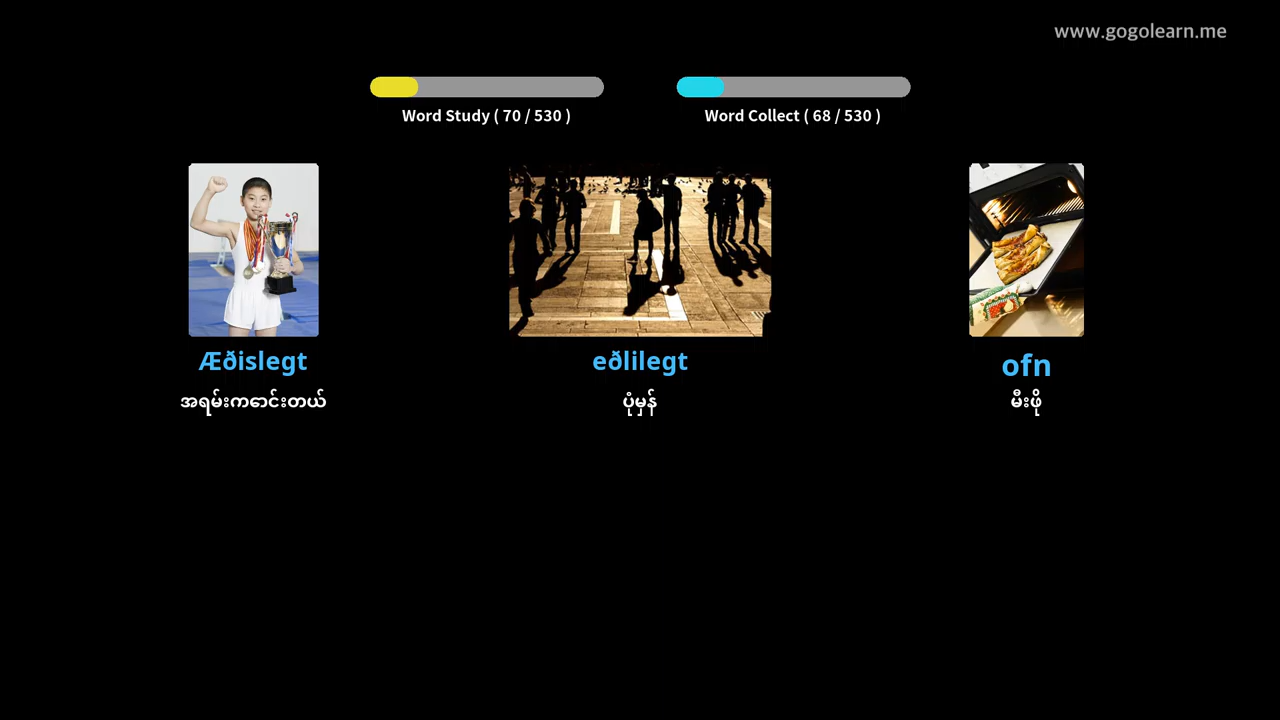 www.gogolearn.me
Word Study ( 70 / 530 )
Word Collect ( 68 / 530 )
Æðislegt
eðlilegt
ofn
အရမ်းကောင်းတယ်
ပုံမှန်
မီးဖို